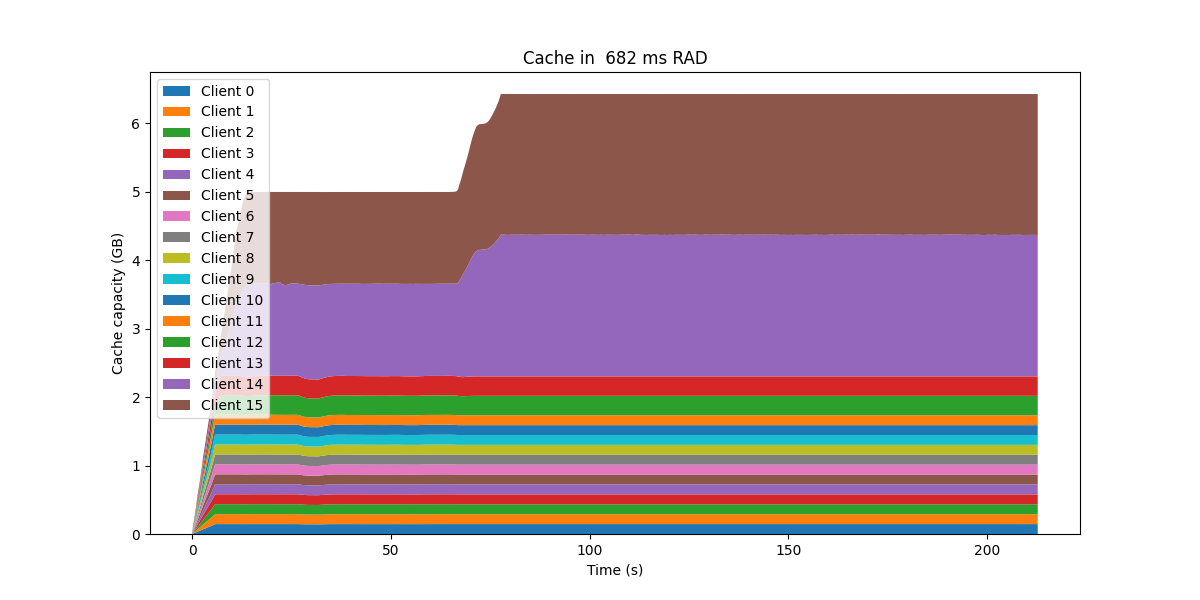 Cache in  682 ms RAD
Cache capacity (GB)
6
5
4
3
2
1
0
Client 0
Client 1
Client 2
Client 3
Client 4
Client 5
Client 6
Client 7
Client 8
Client 9
Client 10
Client 11
Client 12
Client 13
Client 14
Client 15
0 50 100 150 200
Time (s)